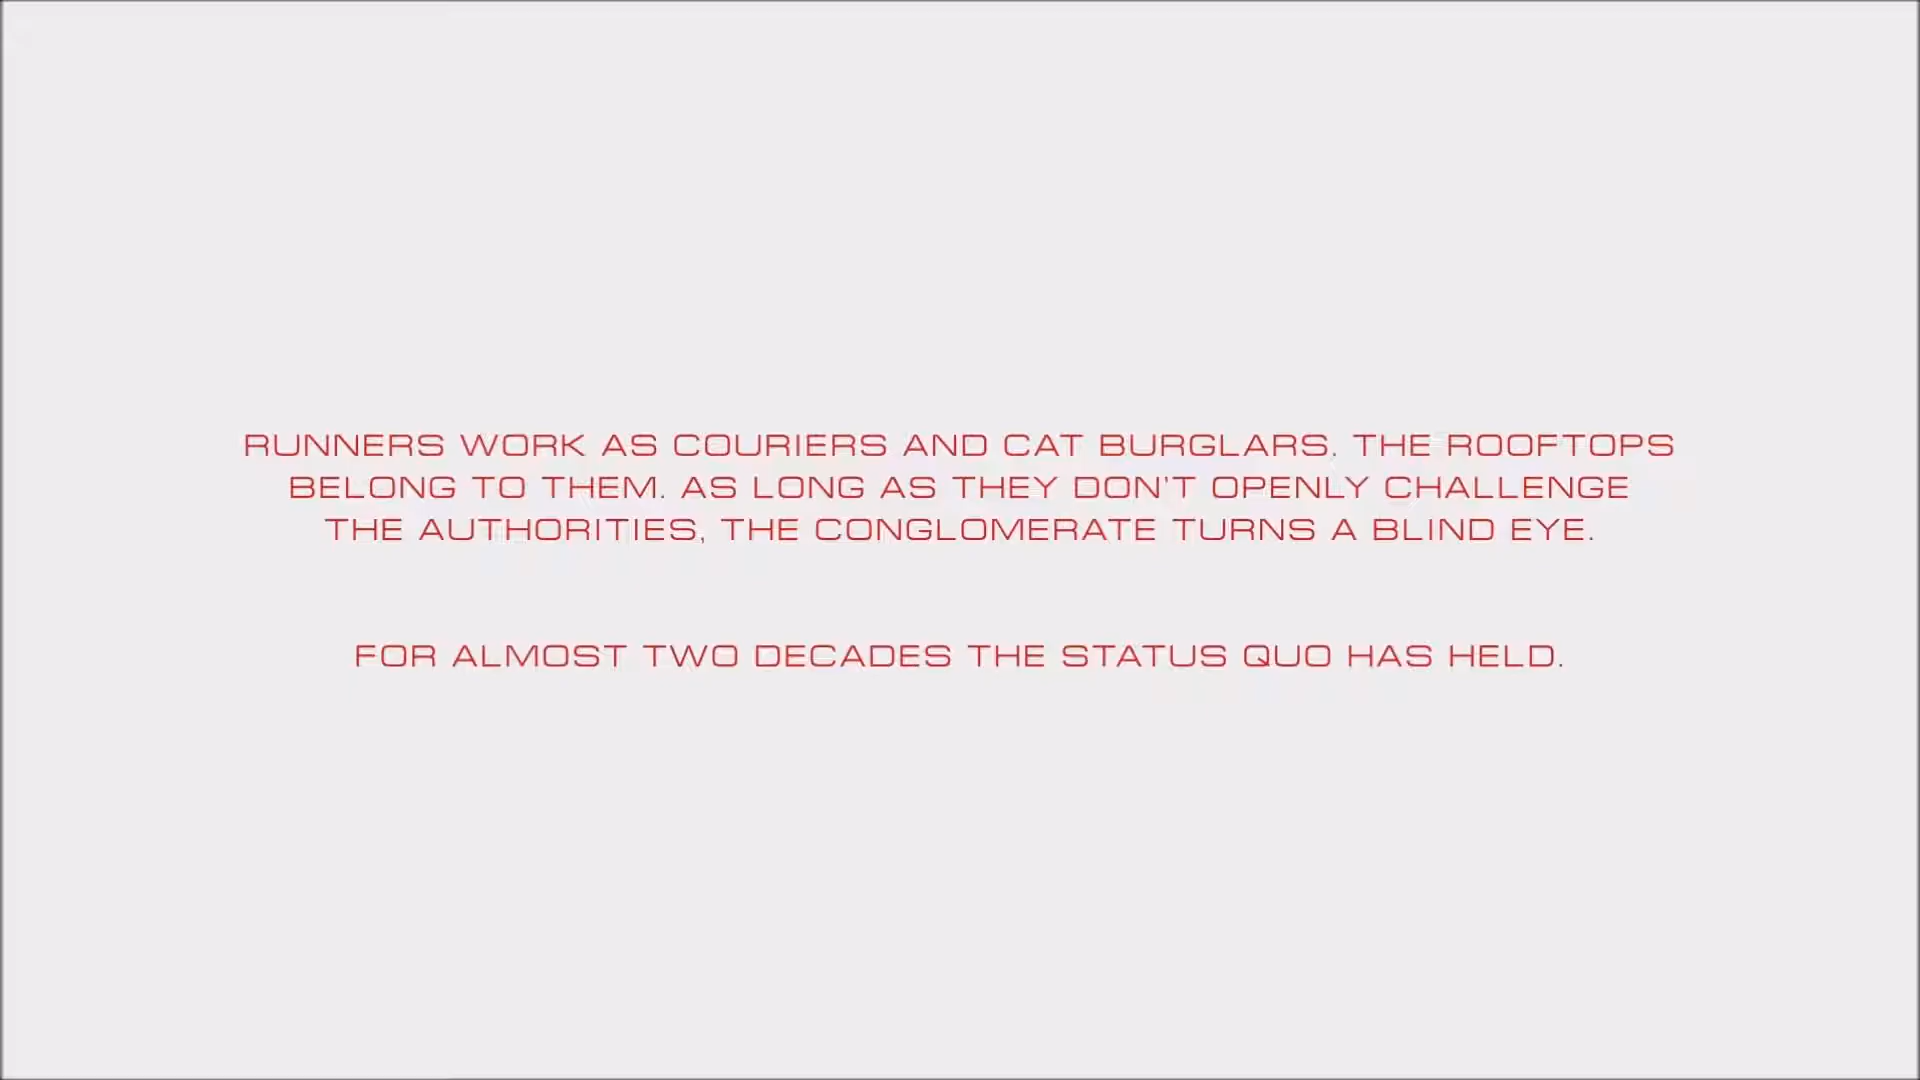 RUNNERS WORK AS COURIERS AND CAT BURGLARS. THE ROOFTOPS
BELONG TO THEM. AS LONG AS THEY DON'T OPENLY CHALLENGE
THE AUTHORITIES, THE CONGLOMERATE TURNS A BLIND EYE.
FOR ALMOST TWO DECADES THE STATUS QUO HAS HELD.